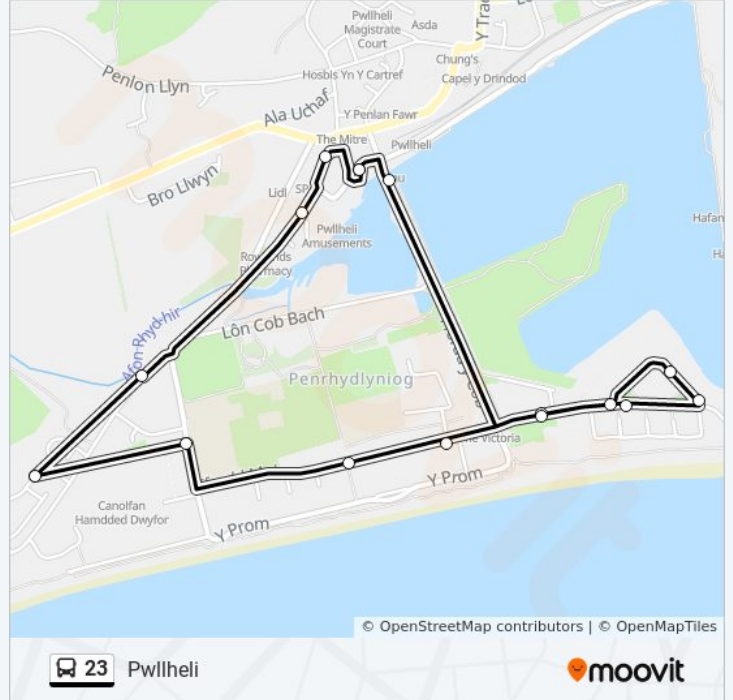 Pwllheli
Magistrate
Court
Asda
Penlon Llyn
Hosbis Yn Y Cartref
Chung's
Capel y Drindod
Ala Uchaf
Y Penlan Fawr
The Mitre
Pwllheli
Bro Llwyn
Lidl
Pwllheli
Amusements
Afon Rhyd-hir
Lôn Cob Bach
Penrhydlyniog
Y Prom
Canolfan
Hamdded Dwyfor
Y Prom
© OpenStreetMap contributors | © OpenMapTiles
23 Pwllheli
moovit